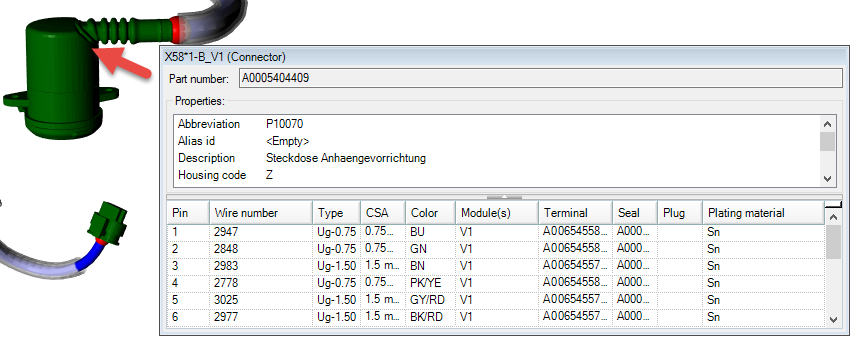 X58*1-B_V1 (Connector)
Part number: A0005404409
Properties:
Abbreviation P10070
Alias id <Empty>
Description Steckdose Anhaengevorrichtung
Housing code Z
Pin Wire number Type CSA Color Module(s) Terminal Seal Plug Plating material
1 2947 Ug-0.75 0.75... BU V1 A00654558... A000... Sn
2 2848 Ug-0.75 0.75... GN V1 A00654558... A000... Sn
3 2983 Ug-1.50 1.5 m... BN V1 A00654557... A000... Sn
4 2778 Ug-0.75 0.75... PK/YE V1 A00654558... A000... Sn
5 3025 Ug-1.50 1.5 m... GY/RD V1 A00654557... A000... Sn
6 2977 Ug-1.50 1.5 m... BK/RD V1 A00654557... A000... Sn